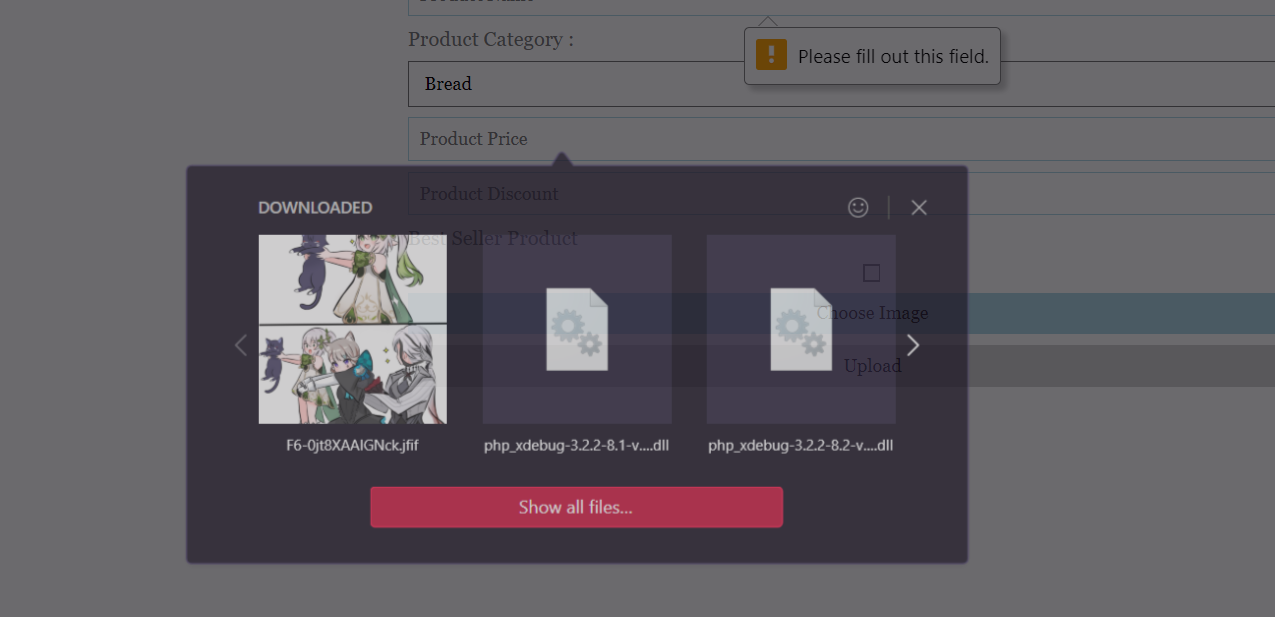 Product Name
Product Category :
! Please fill out this field.
Bread
Product Price
Product Discount
DOWNLOADED
Best Seller Product
Choose Image
Upload
F6-0jt8XAAIGNck.jfif
php_xdebug-3.2.2-8.1-v....dll
php_xdebug-3.2.2-8.2-v....dll
Show all files...